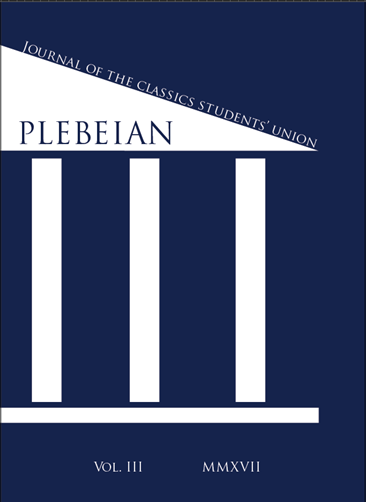 JOURNAL OF THE CLASSICS STUDENTS' UNION
PLEBEIAN
VOL. III MMXVII